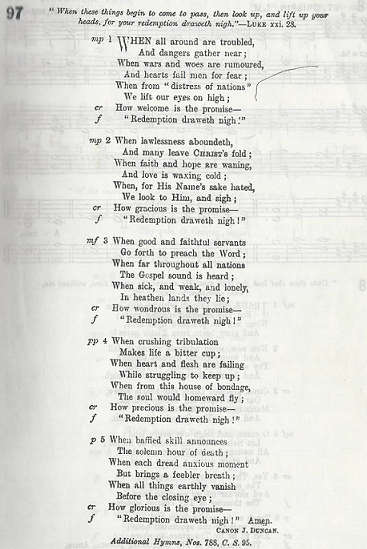 97
"When these things begin to come to pass, then look up, and lift up your
heads, for your redemption draweth nigh."—LUKE xxi. 28.
mp 1 WHEN all around are troubled,
And dangers gather near;
When wars and woes are rumoured,
And hearts fail men for fear;
When from "distress of nations"
We lift our eyes on high;
cr How welcome is the promise—
f "Redemption draweth nigh!"
mp 2 When lawlessness aboundeth,
And many leave CHRIST'S fold;
When faith and hope are waning,
And love is waxing cold;
When, for His Name's sake hated,
We look to Him, and sigh;
cr How gracious is the promise—
f "Redemption draweth nigh!"
mf 3 When good and faithful servants
Go forth to preach the Word;
When far throughout all nations
The Gospel sound is heard;
When sick, and weak, and lonely,
In heathen lands they lie;
cr How wondrous is the promise—
f "Redemption draweth nigh!"
pp 4 When crushing tribulation
Makes life a bitter cup;
When heart and flesh are failing
While struggling to keep up;
When from this house of bondage,
The soul would homeward fly;
cr How precious is the promise—
f "Redemption draweth nigh!"
p 5 When baffled skill announces
The solemn hour of death;
When each dread anxious moment
But brings a feebler breath;
When all things earthly vanish
Before the closing eye;
cr How glorious is the promise—
f "Redemption draweth nigh!" Amen.
CANON J. DUNCAN.
Additional Hymns, Nos. 788, C. S. 95.